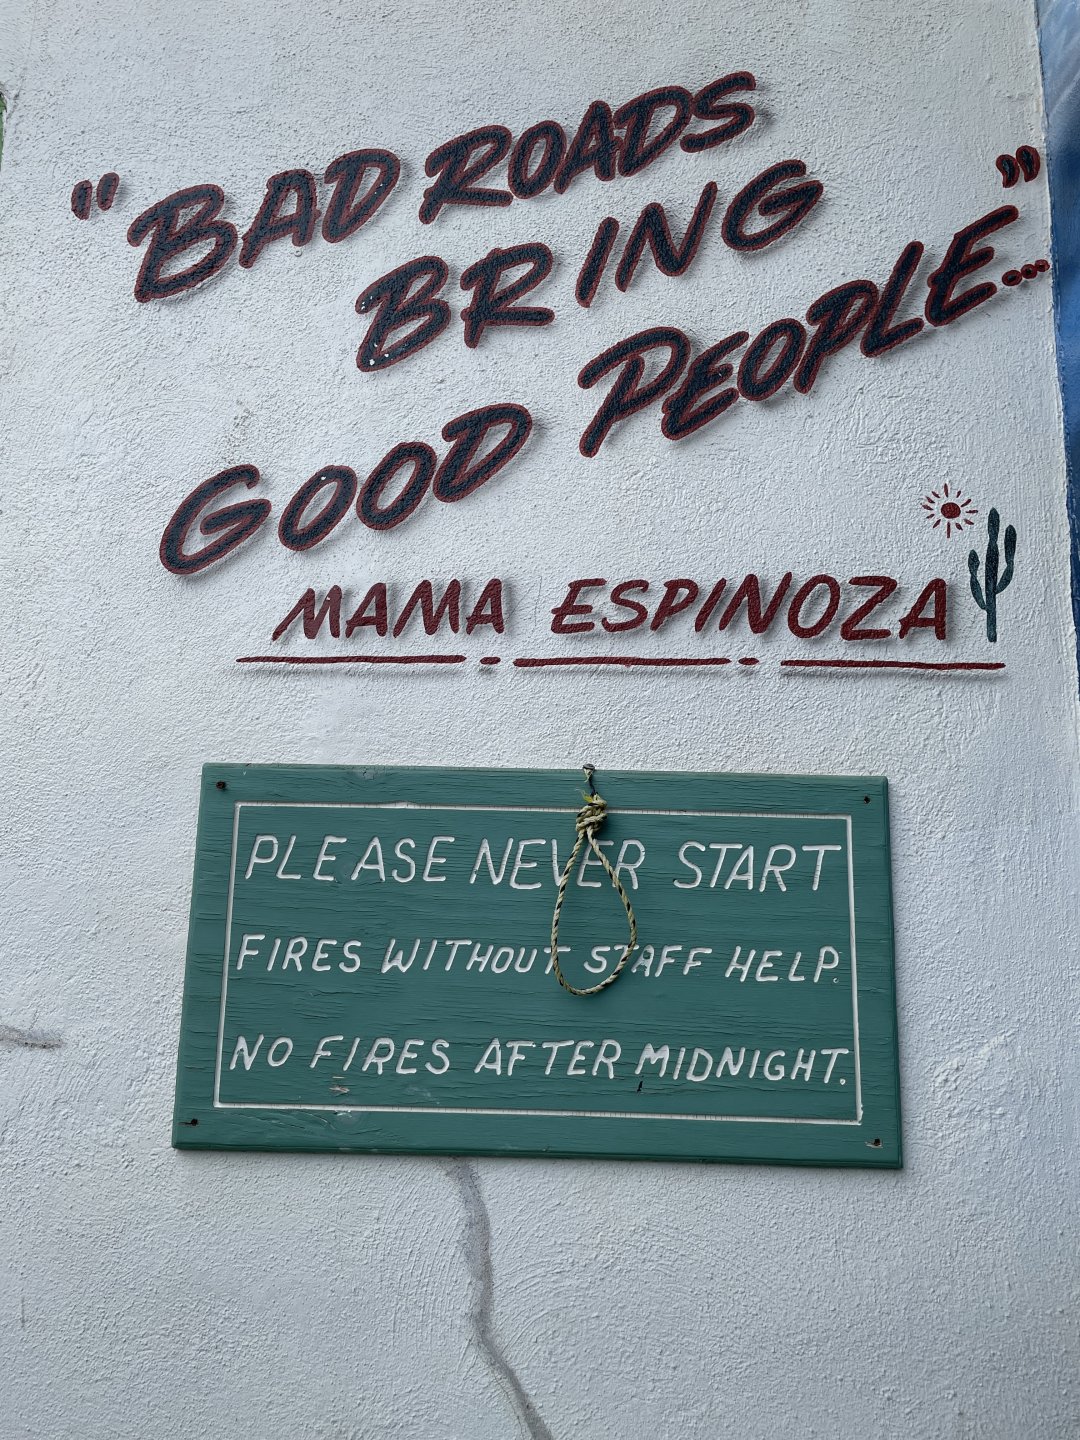 "BAD ROADS
BRING
GOOD PEOPLE..."
MAMA ESPINOZA
PLEASE NEVER START
FIRES WITHOUT STAFF HELP.
NO FIRES AFTER MIDNIGHT.